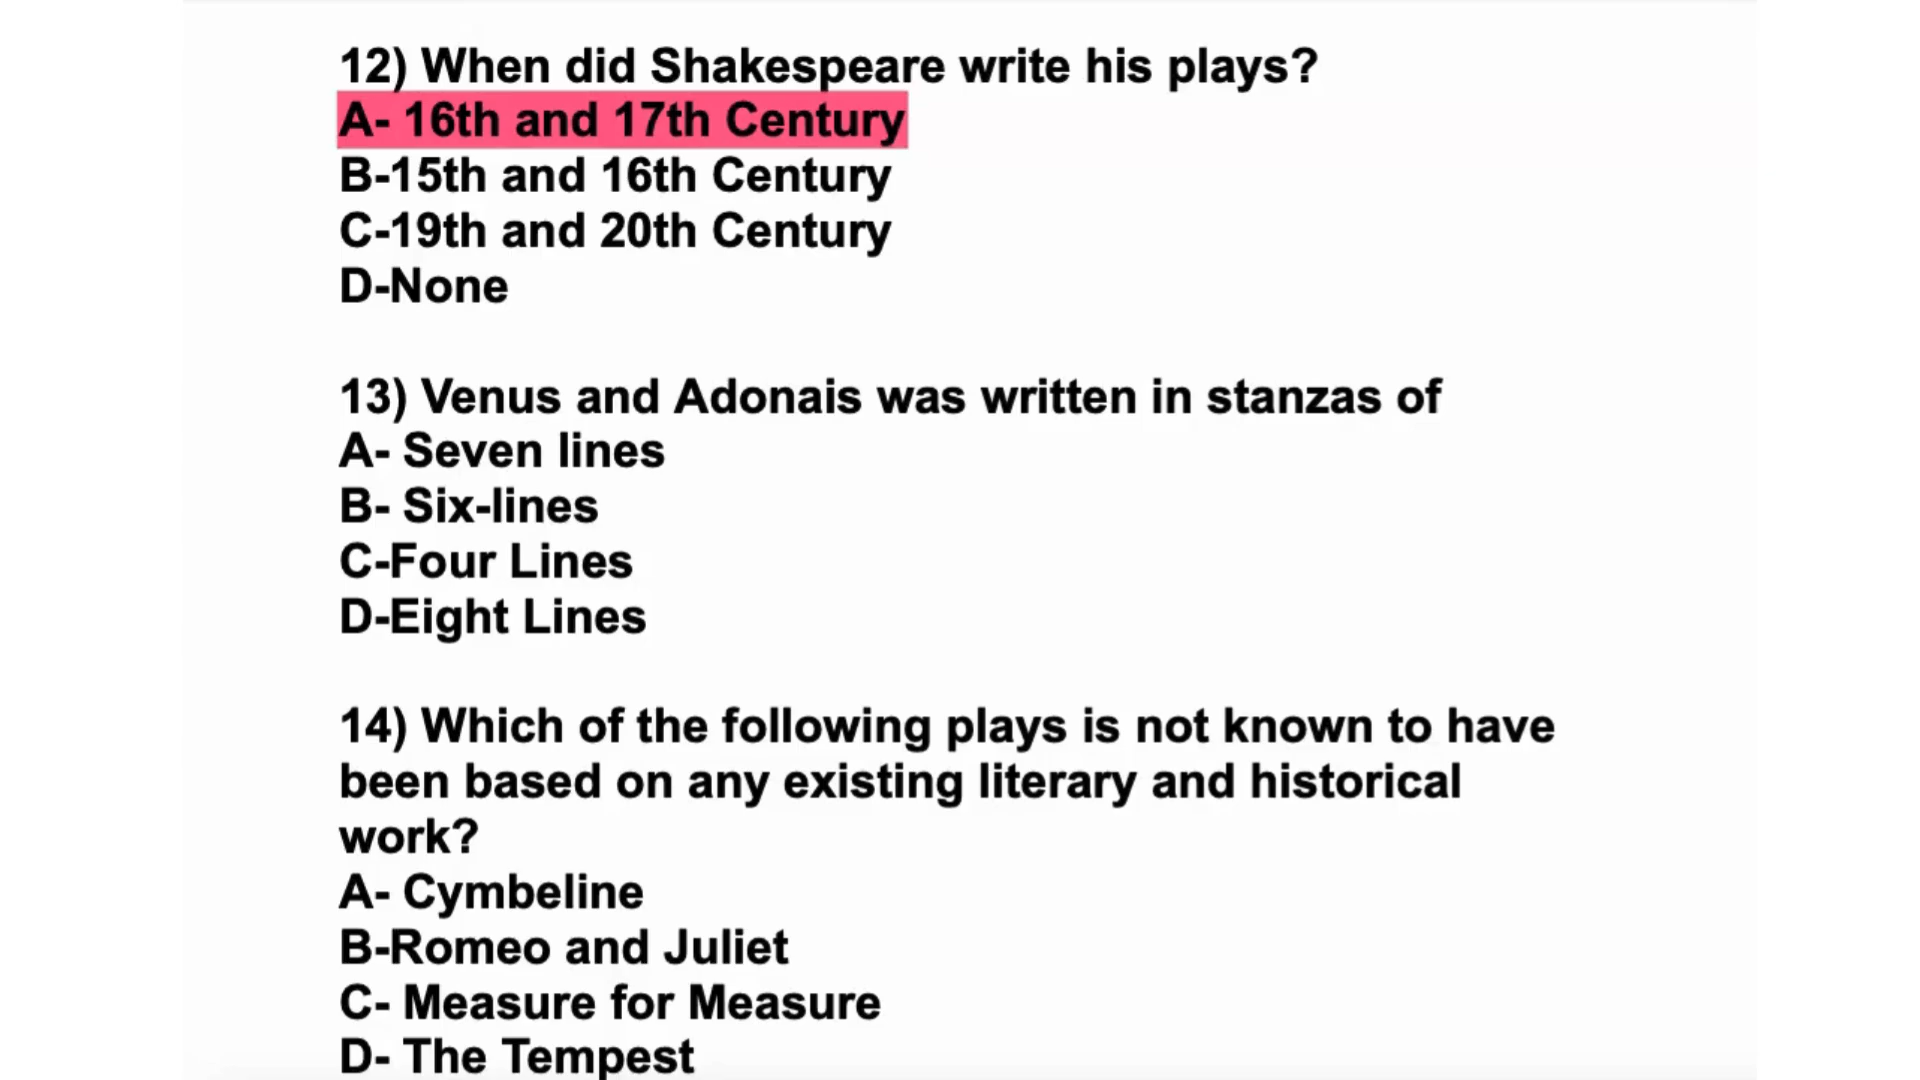 12) When did Shakespeare write his plays?
A- 16th and 17th Century
B-15th and 16th Century
C-19th and 20th Century
D-None
13) Venus and Adonais was written in stanzas of
A- Seven lines
B- Six-lines
C-Four Lines
D-Eight Lines
14) Which of the following plays is not known to have
been based on any existing literary and historical
work?
A- Cymbeline
B-Romeo and Juliet
C- Measure for Measure
D- The Tempest